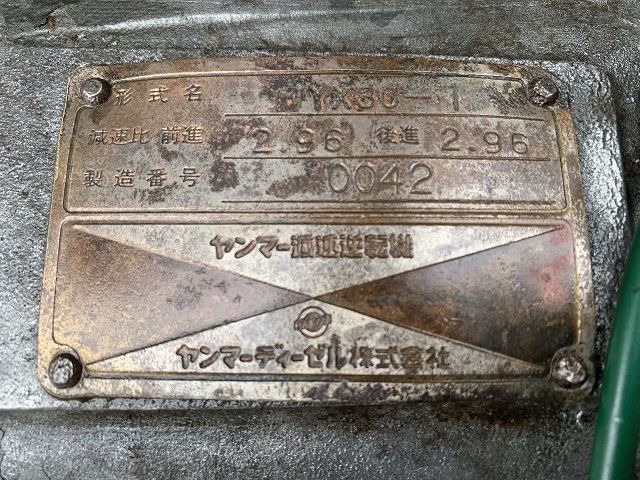 形式名 YX36-1
減速比 前進 2.96 後進 2.96
製造番号 0042
ヤンマー減速逆転機
ヤンマーディーゼル株式会社